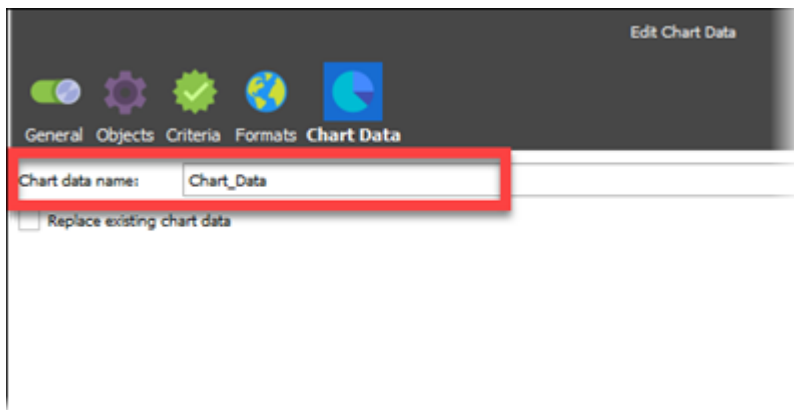 Edit Chart Data
General Objects Criteria Formats Chart Data
Chart data name: Chart_Data
Replace existing chart data